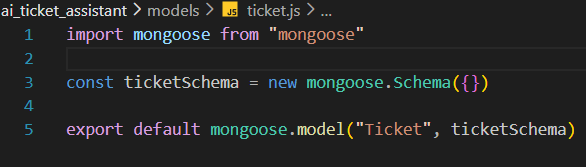 ai_ticket_assistant > models > JS ticket.js > ...
1 import mongoose from "mongoose"
2
3 const ticketSchema = new mongoose.Schema({})
4
5 export default mongoose.model("Ticket", ticketSchema)